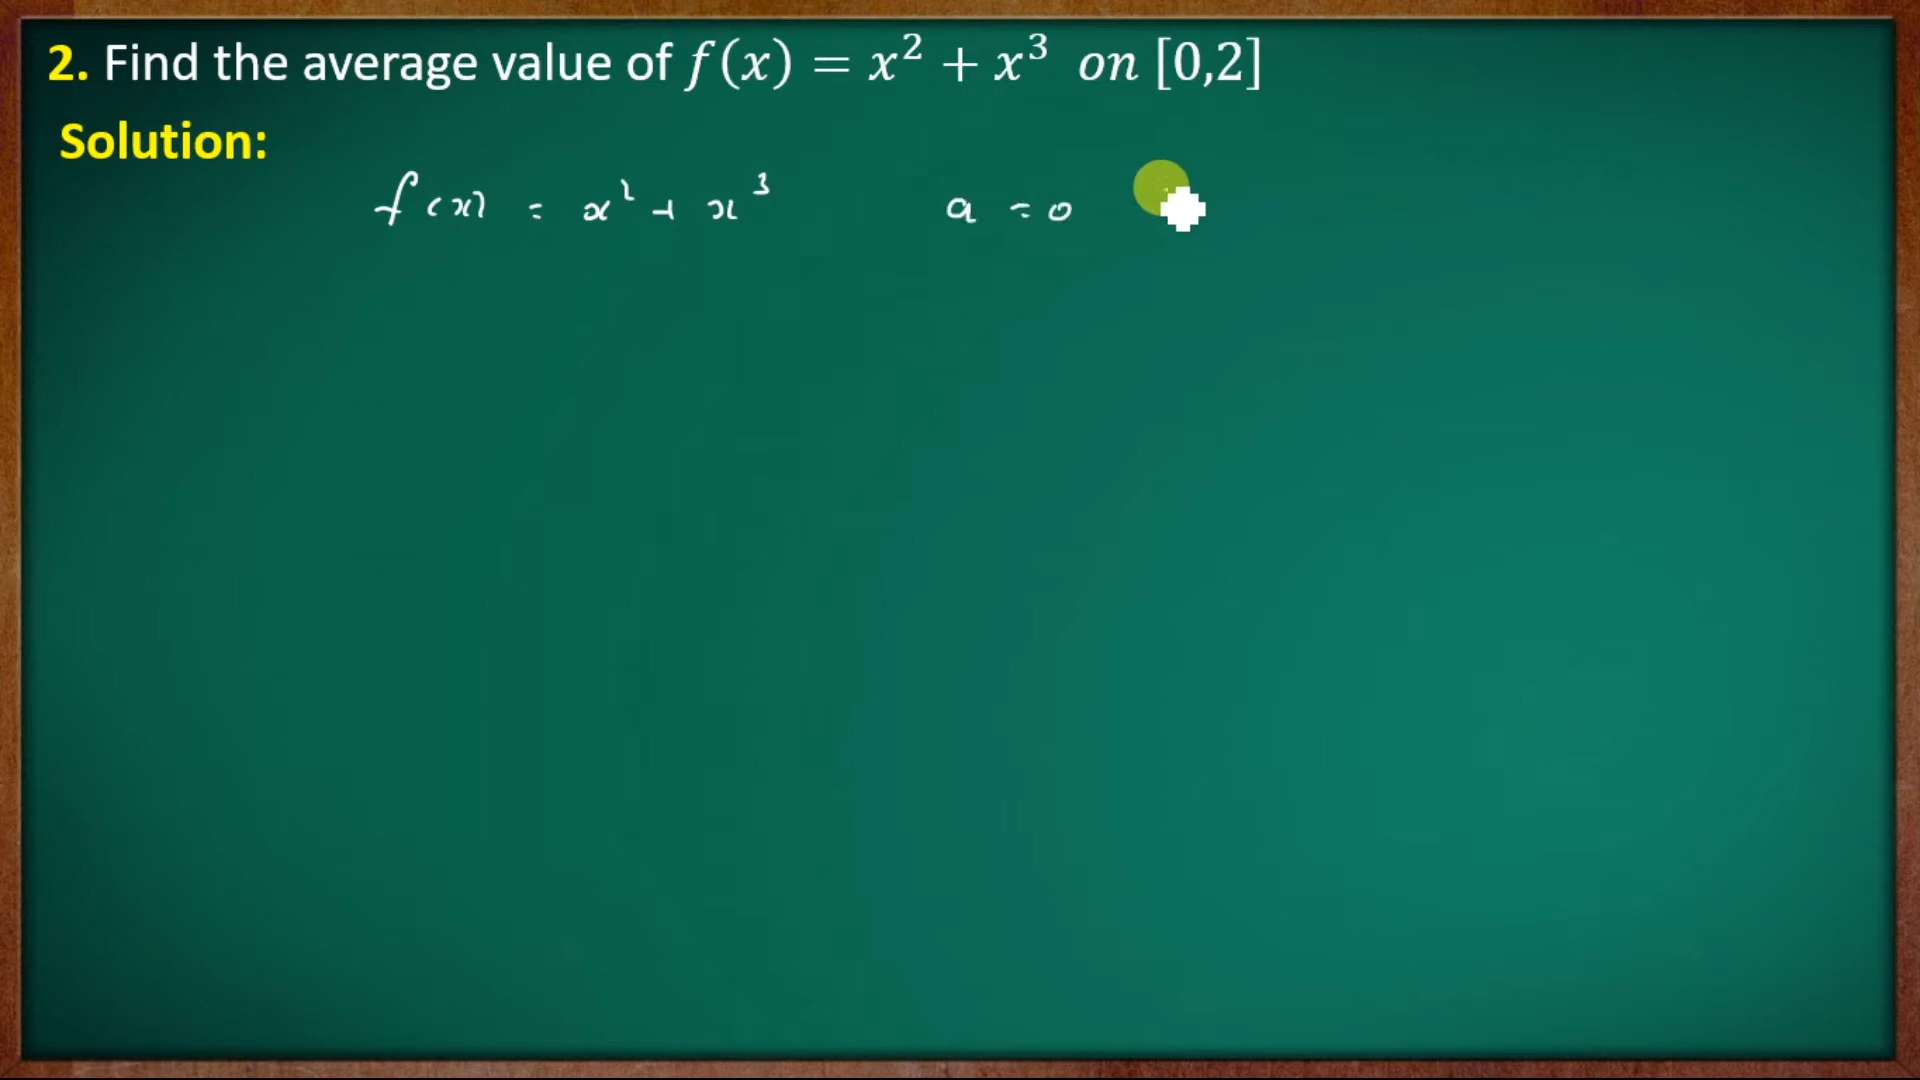 2. Find the average value of f(x) = x² + x³ on [0,2]
Solution:
f(x) = x² + x³ a = 0